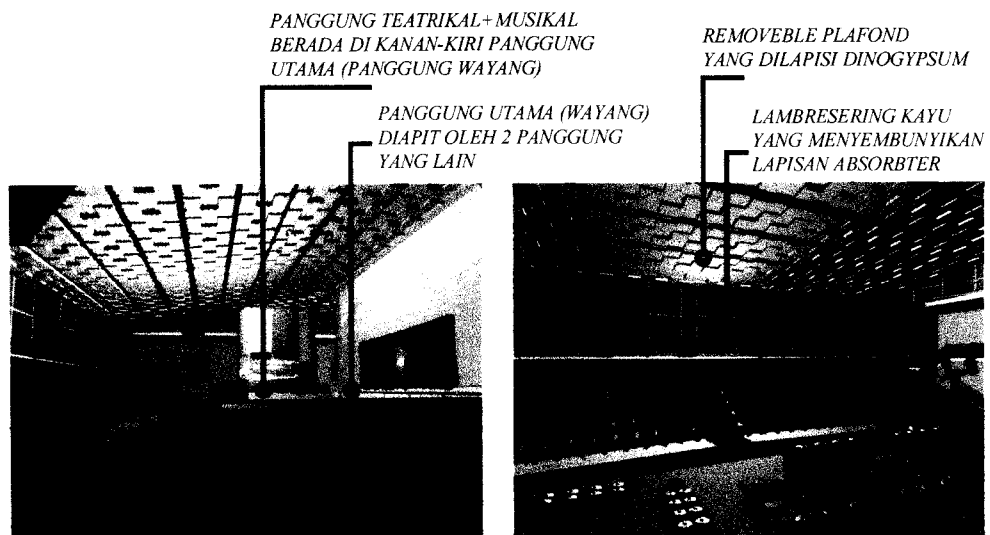 PANGGUNG TEATRIKAL+MUSIKAL
BERADA DI KANAN-KIRI PANGGUNG
UTAMA (PANGGUNG WAYANG)
PANGGUNG UTAMA (WAYANG)
DIAPIT OLEH 2 PANGGUNG
YANG LAIN
REMOVEBLE PLAFOND
YANG DILAPISI DINOGYPSUM
LAMBRESERING KAYU
YANG MENYEMBUNYIKAN
LAPISAN ABSORBTER